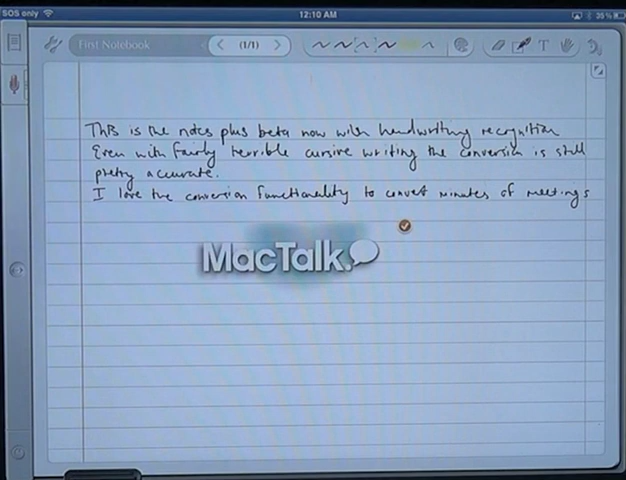 SOS only
12:10 AM
35%
First Notebook
(1/1)
T
This is the notes plus beta now with handwriting recognition
Even with fairly terrible cursive writing the conversion is still
pretty accurate.
I love the conversion functionality to convert minutes of meetings
MacTalk.